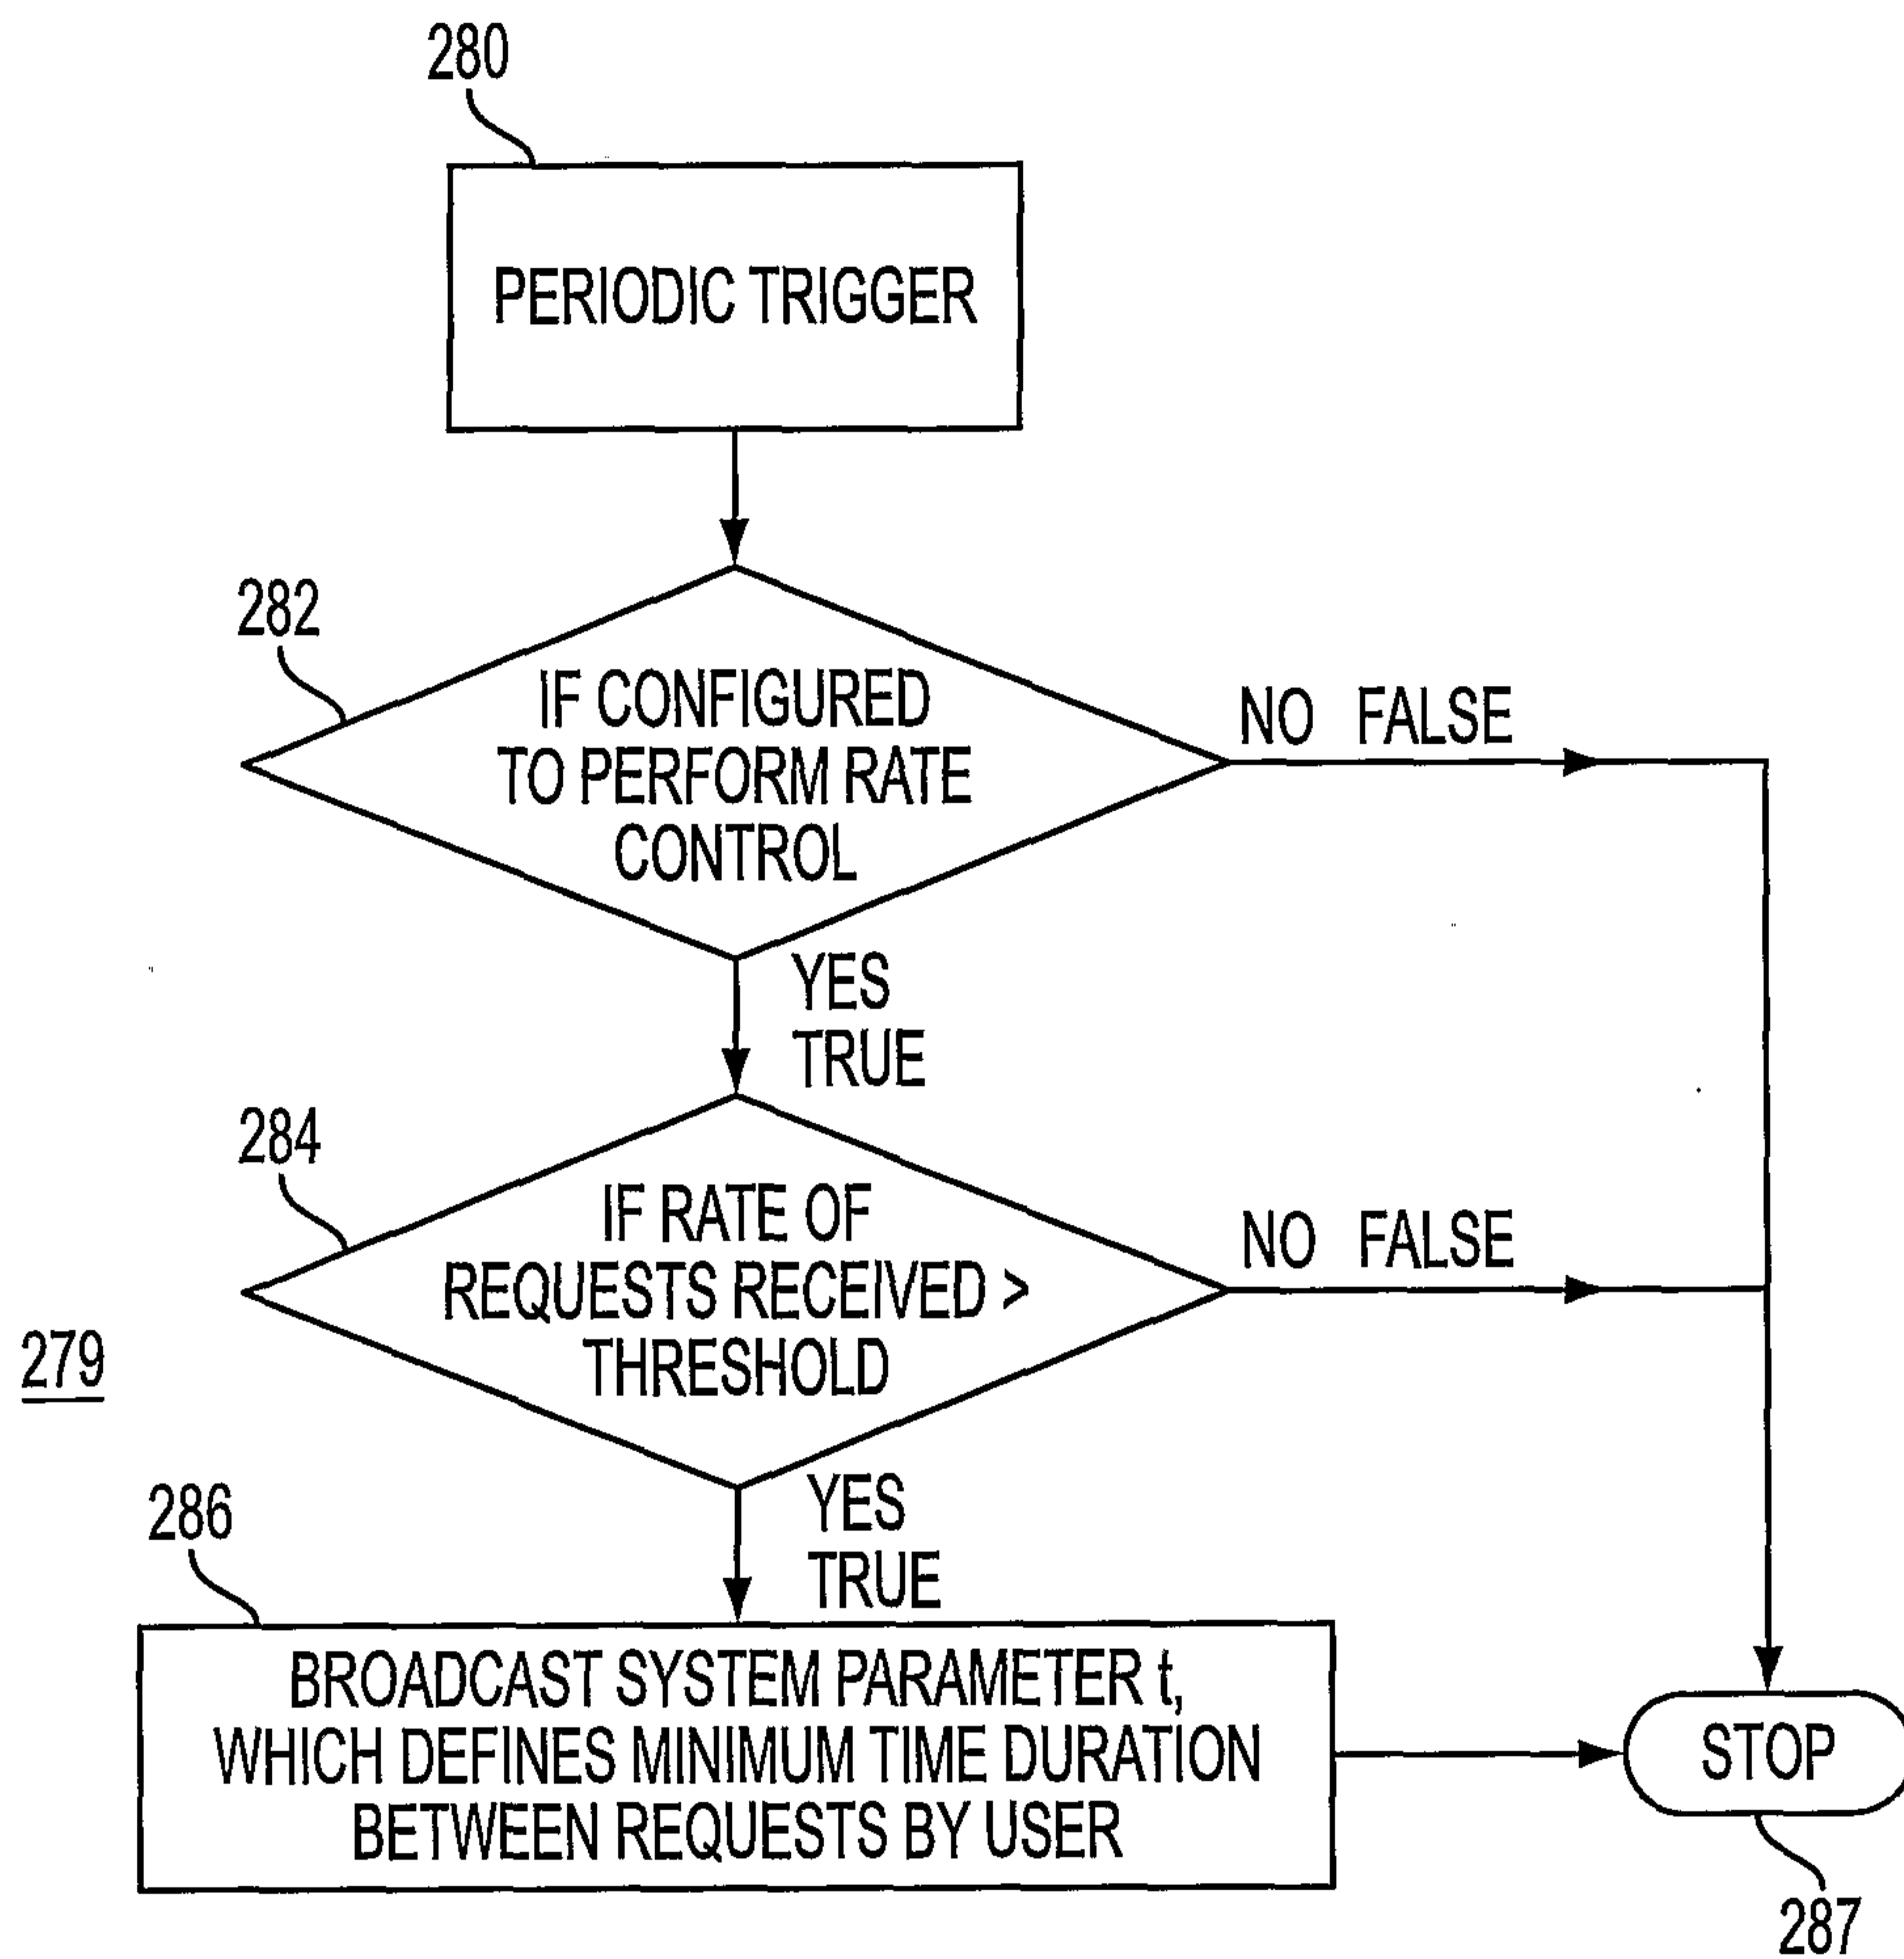 280
PERIODIC TRIGGER
282
IF CONFIGURED
TO PERFORM RATE
CONTROL
NO FALSE
YES
TRUE
284
IF RATE OF
REQUESTS RECEIVED >
THRESHOLD
NO FALSE
279
YES
TRUE
286
BROADCAST SYSTEM PARAMETER t,
WHICH DEFINES MINIMUM TIME DURATION
BETWEEN REQUESTS BY USER
STOP
287